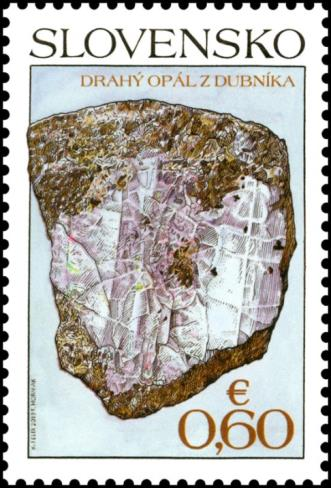 SLOVENSKO
DRAHÝ OPÁL Z DUBNÍKA
€
0,60